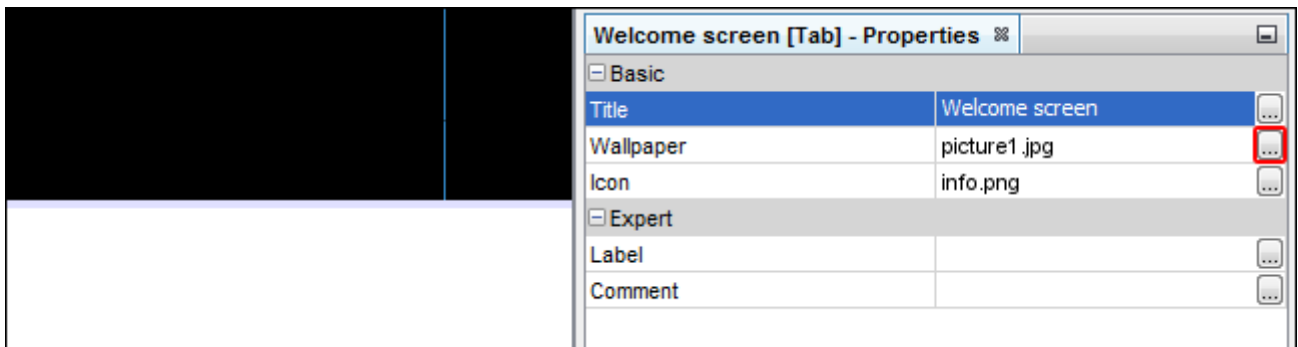 Welcome screen [Tab] - Properties
Basic
Title Welcome screen ...
Wallpaper picture1.jpg ...
Icon info.png ...
Expert
Label ...
Comment ...